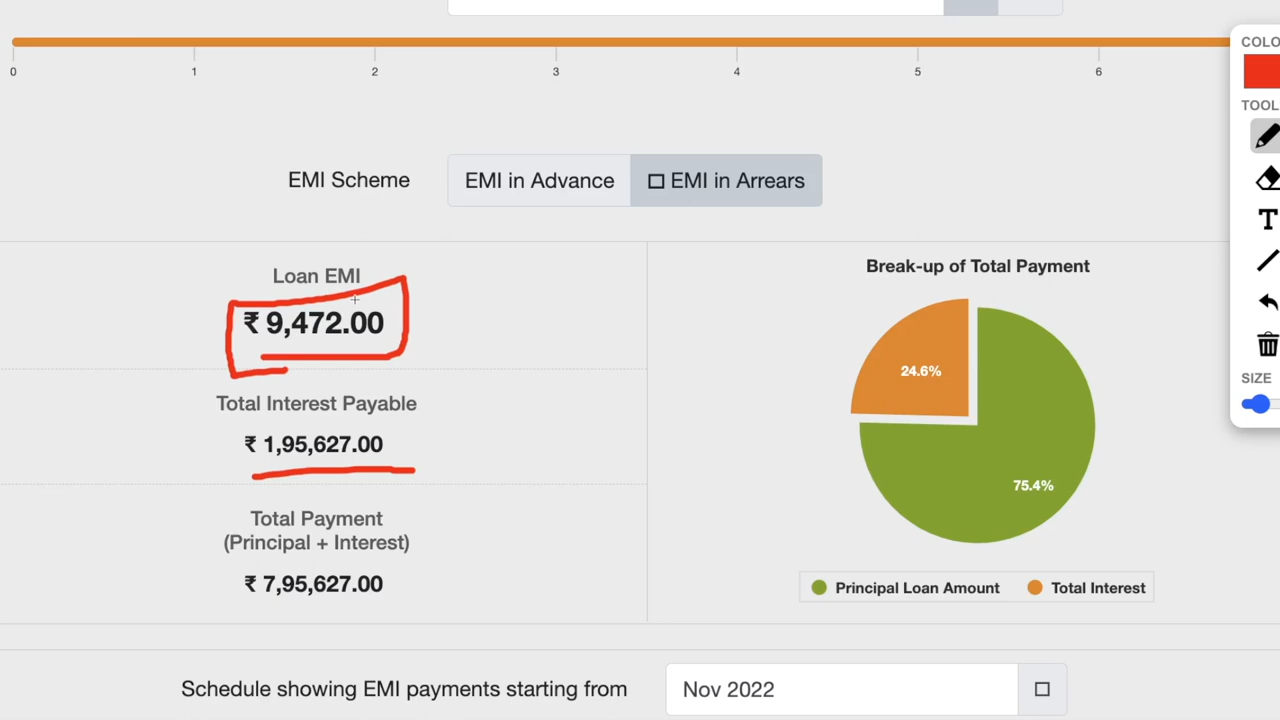 0 1 2 3 4 5 6
COLO
TOOL
EMI Scheme EMI in Advance EMI in Arrears
T
Loan EMI
₹ 9,472.00
Total Interest Payable
₹ 1,95,627.00
Total Payment
(Principal + Interest)
₹ 7,95,627.00
Break-up of Total Payment
24.6%
75.4%
Principal Loan Amount Total Interest
SIZE
Schedule showing EMI payments starting from Nov 2022